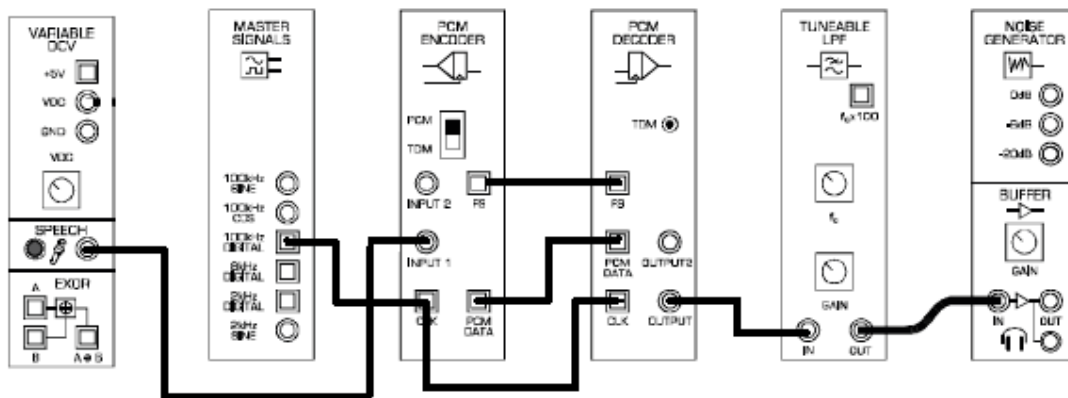 VARIABLE
DCV
+5V
VDC
GND
VDC
SPEECH
EXOR
A
B
A⊕B
MASTER
SIGNALS
100kHz
SINE
100kHz
COS
100kHz
DIGITAL
8kHz
DIGITAL
2kHz
DIGITAL
2kHz
SINE
PCM
ENCODER
PCM
TDM
INPUT 2
FS
INPUT 1
CLK
PCM
DATA
PCM
DECODER
TDM
FS
PCM
DATA
OUTPUT2
CLK
OUTPUT
TUNEABLE
LPF
fc x100
fc
GAIN
IN
OUT
NOISE
GENERATOR
0dB
-6dB
-20dB
BUFFER
GAIN
IN
OUT